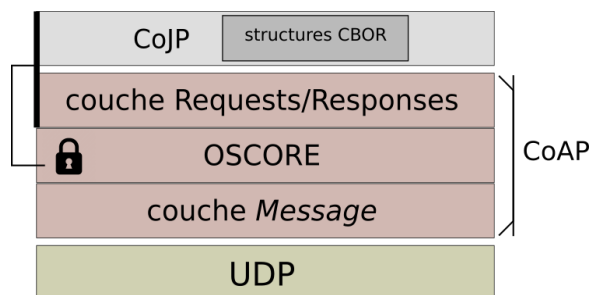 CoJP
structures CBOR
couche Requests/Responses
OSCORE
CoAP
couche Message
UDP